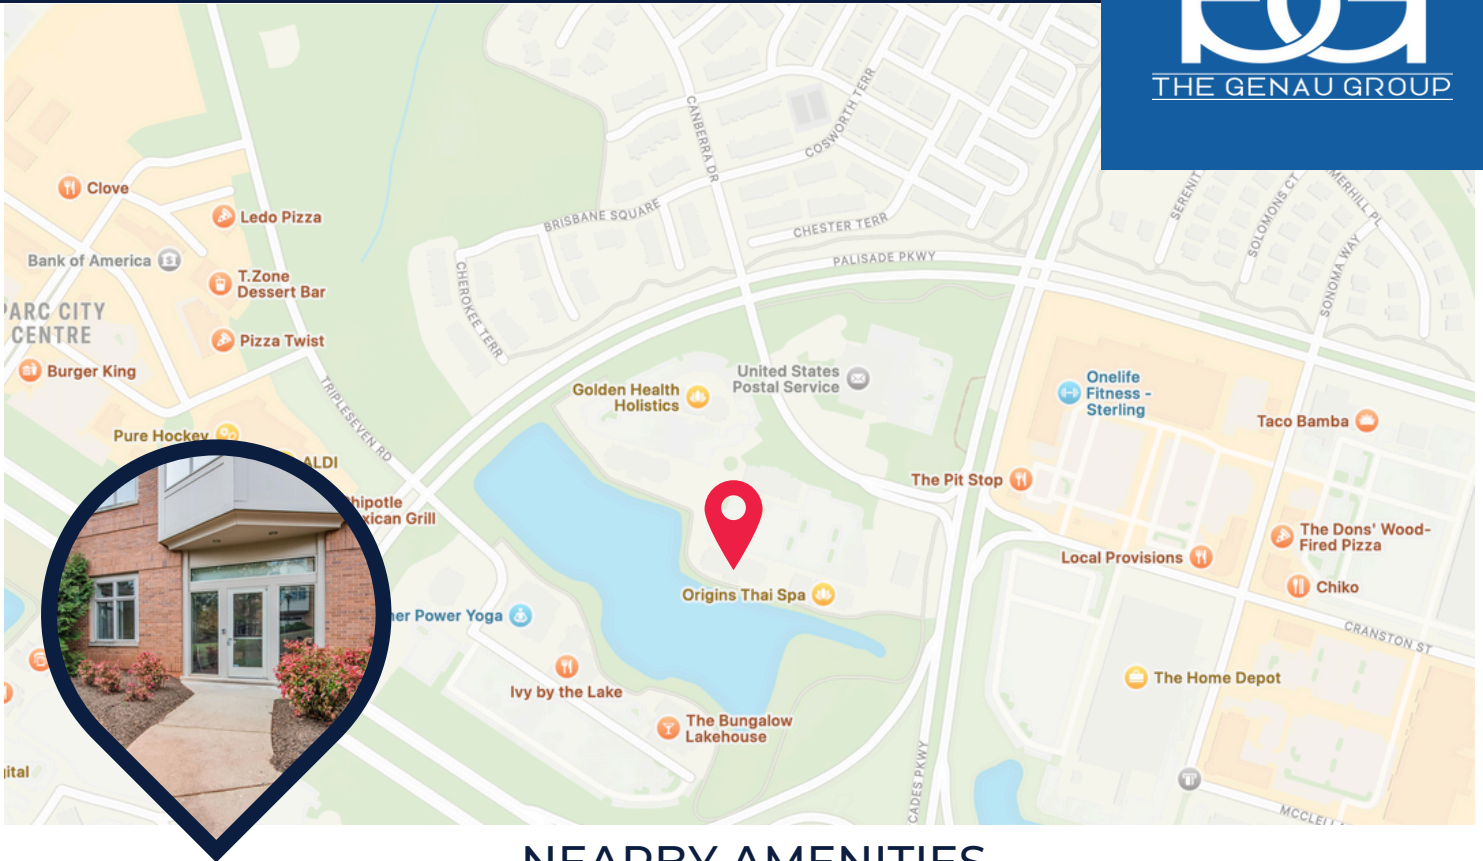 THE GENAU GROUP
CANBERRA DR
COSWORTH TERR
Clove
Ledo Pizza
BRISBANE SQUARE
CHESTER TERR
SOLOMONS CT
SONOMA WAY
Bank of America
PALISADE PKWY
T.Zone
Dessert Bar
CHEROKEE TERR
PARC CITY
CENTRE
Pizza Twist
Burger King
TRIPLESEVEN RD
Golden Health
Holistics
United States
Postal Service
Onelife
Fitness -
Sterling
Taco Bamba
Pure Hockey
ALDI
The Pit Stop
hipotle
xican Grill
The Dons' Wood-
Fired Pizza
Local Provisions
Chiko
Origins Thai Spa
er Power Yoga
CRANSTON ST
The Home Depot
Ivy by the Lake
The Bungalow
Lakehouse
CADES PKWY
ital
NEARBY AMENITIES